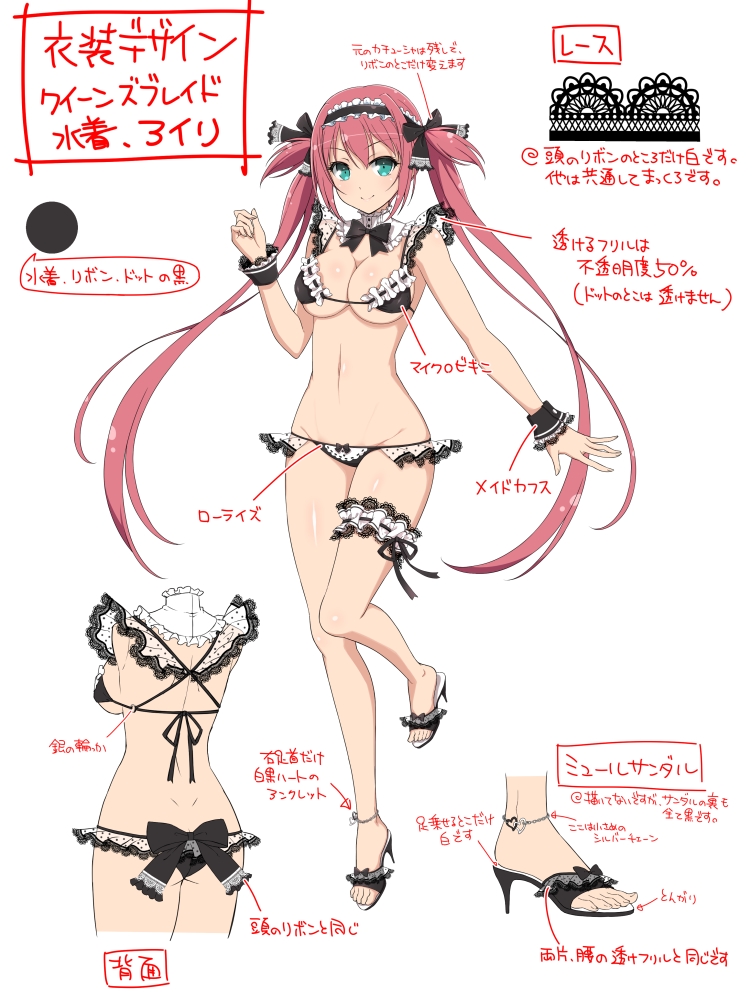 衣装デザイン
クイーンズブレイド
水着、アイリ
元のカチューシャは残して、
リボンのとこだけ変えます
レース
@頭のリボンのところだけ白です。
他は共通してまっくろです。
水着、リボン、ドットの黒
透けるフリルは
不透明度50%
(ドットのとこは透けません)
マイクロビキニ
メイドカフス
ローライズ
銀の輪っか
右足首だけ
白黒ハートの
アンクレット
ミュールサンダル
@描いてないですが、サンダルの裏も
全て黒です。
足乗せるとこだけ
白です
ここは小さめの
シルバーチェーン
とんがり
頭のリボンと同じ
両片、腰の透けフリルと同じです
背面